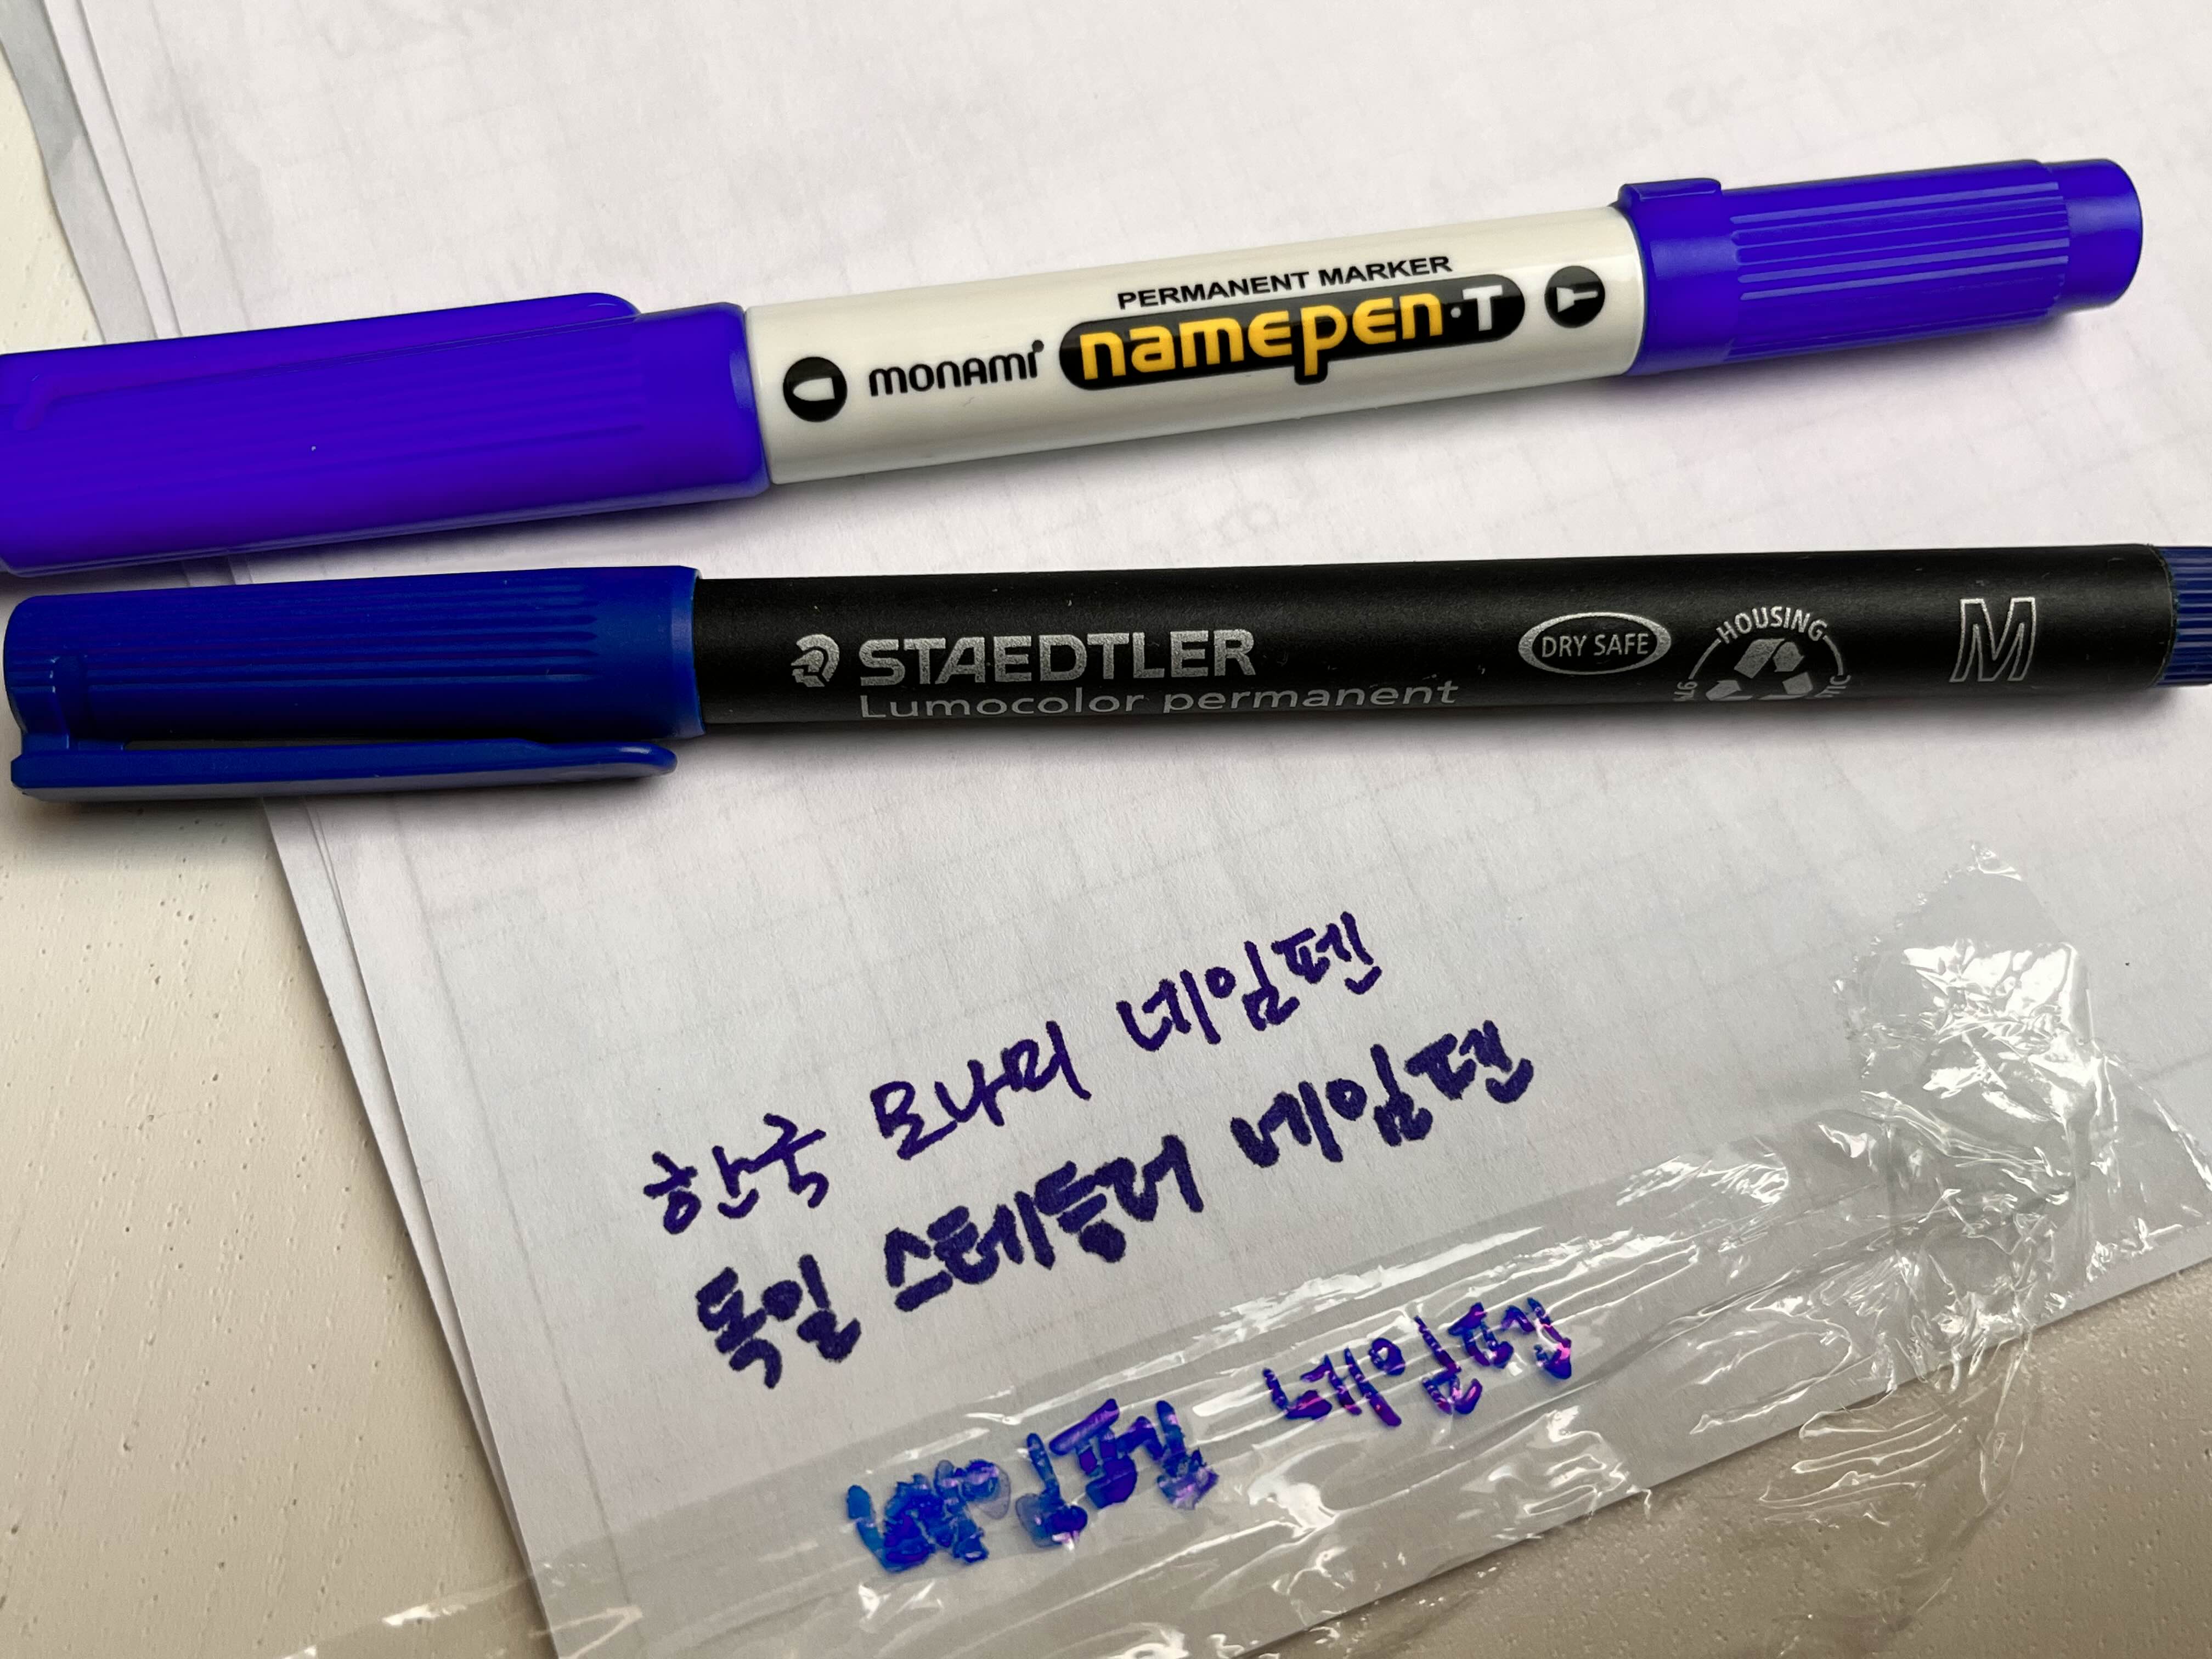 PERMANENT MARKER
monami namepen·T
STAEDTLER DRY SAFE HOUSING M
Lumocolor permanent
한국 모나미 네임펜
독일 스테들러 네임펜
네임펜 네임펜